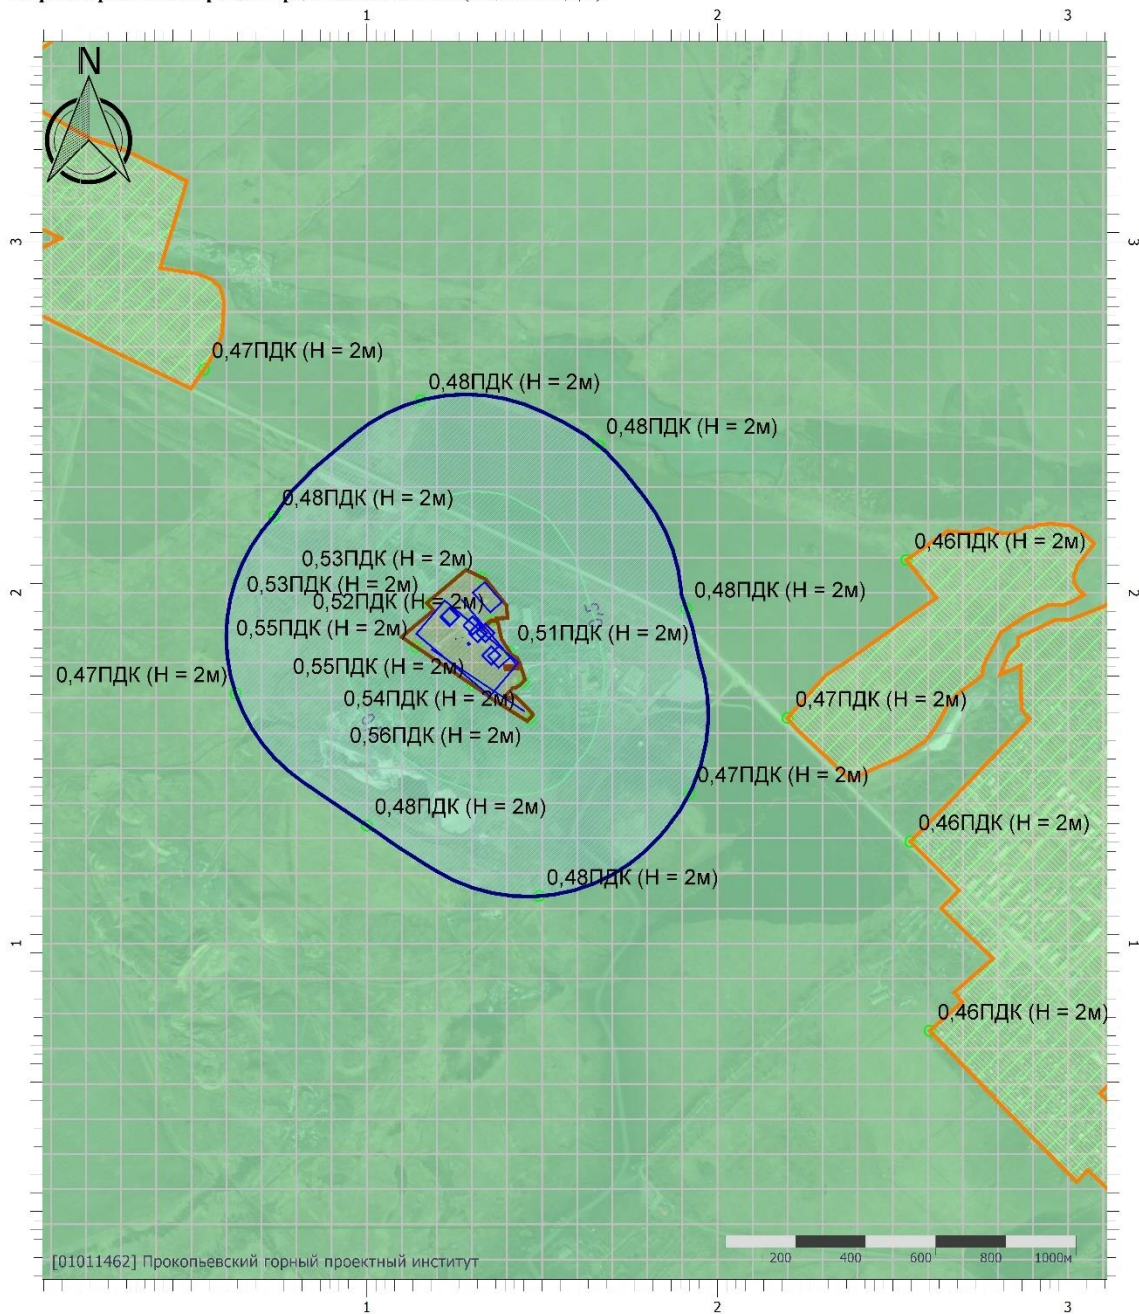 1 2 3
N
3 3
0,47ПДК (Н = 2м)
0,48ПДК (Н = 2м)
0,48ПДК (Н = 2м)
0,48ПДК (Н = 2м)
0,46ПДК (Н = 2м)
0,53ПДК (Н = 2м)
2 2
0,53ПДК (Н = 2м)
0,48ПДК (Н = 2м)
0,52ПДК (Н = 2м)
0,5
0,55ПДК (Н = 2м)
0,51ПДК (Н = 2м)
0,55ПДК (Н = 2м)
0,47ПДК (Н = 2м)
0,54ПДК (Н = 2м)
0,47ПДК (Н = 2м)
0,56ПДК (Н = 2м)
0,47ПДК (Н = 2м)
0,48ПДК (Н = 2м)
0,46ПДК (Н = 2м)
0,48ПДК (Н = 2м)
1 1
0,46ПДК (Н = 2м)
[01011462] Прокопьевский горный проектный институт
200 400 600 800 1000м
1 2 3